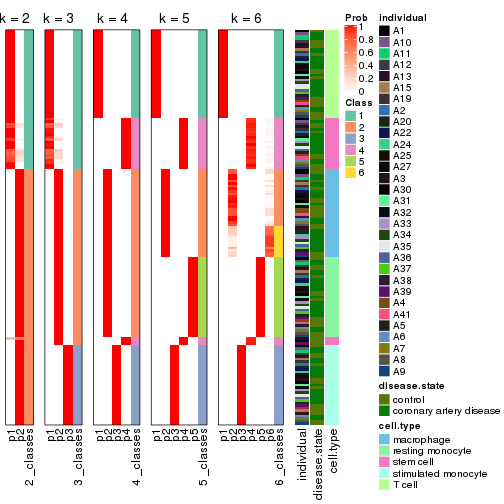 k = 2
k = 3
k = 4
k = 5
k = 6
p1
p2
2_classes
p1
p2
p3
3_classes
p1
p2
p3
p4
4_classes
p1
p2
p3
p4
p5
5_classes
p1
p2
p3
p4
p5
p6
6_classes
individual
disease.state
cell.type
Prob
1
0.8
0.6
0.4
0.2
0
Class
1
2
3
4
5
6
individual
A1
A10
A11
A12
A13
A15
A19
A2
A20
A22
A24
A25
A27
A3
A30
A31
A32
A33
A34
A35
A36
A37
A38
A39
A4
A41
A5
A6
A7
A8
A9
disease.state
control
coronary artery disease
cell.type
macrophage
resting monocyte
stem cell
stimulated monocyte
T cell